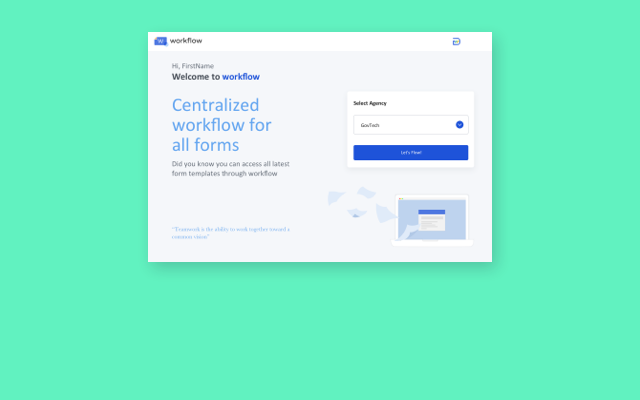 workflow
Hi, FirstName
Welcome to workflow
Centralized
workflow for
all forms
Did you know you can access all latest
form templates through workflow
"Teamwork is the ability to work together toward a
common vision"
Select Agency
GovTech
Let's Flow!